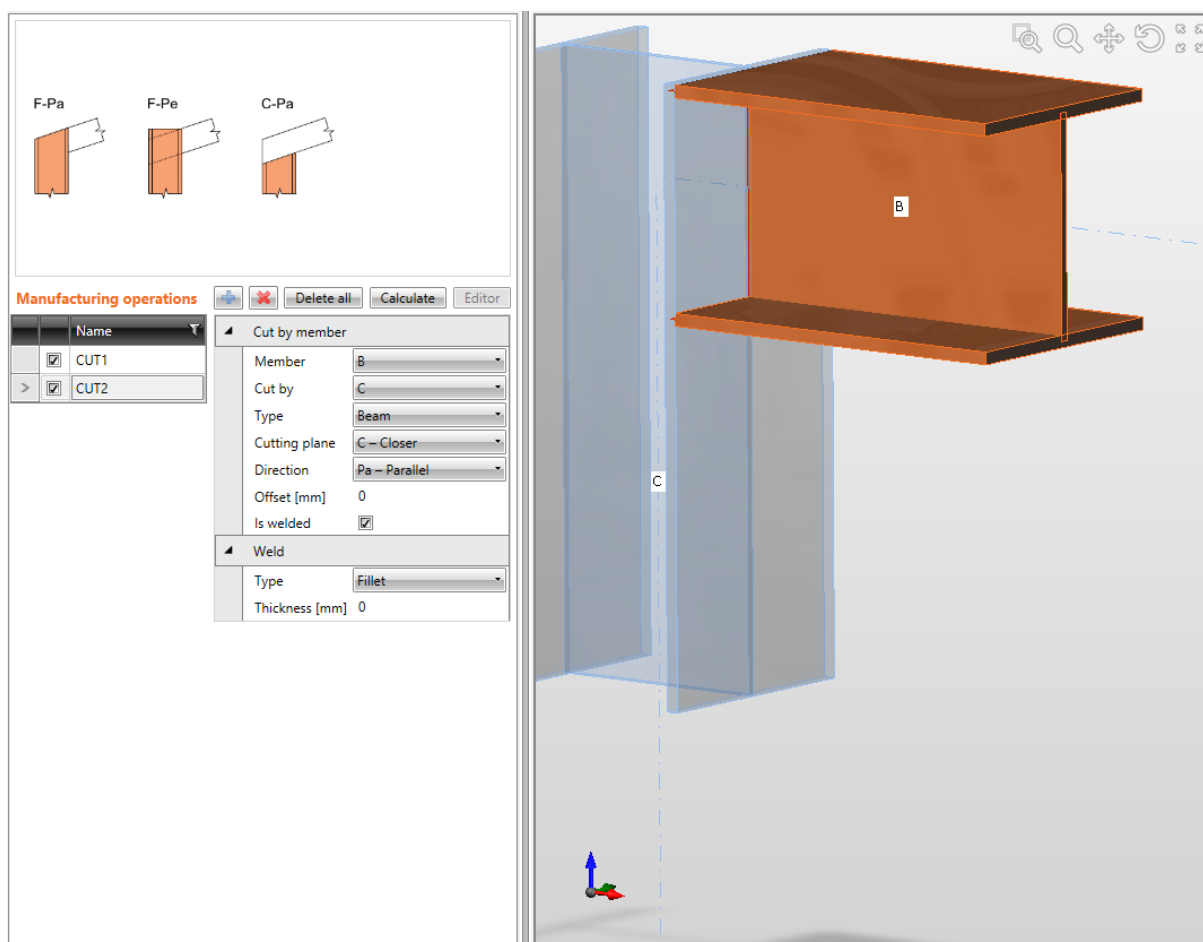 F-Pa F-Pe C-Pa
Manufacturing operations Delete all Calculate Editor
Name
CUT1
CUT2
Cut by member
Member B
Cut by C
Type Beam
Cutting plane C – Closer
Direction Pa – Parallel
Offset [mm] 0
Is welded
Weld
Type Fillet
Thickness [mm] 0
B
C